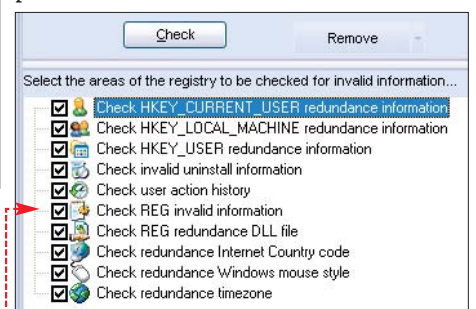 Check
Remove
Select the areas of the registry to be checked for invalid information...
Check HKEY_CURRENT_USER redundance information
Check HKEY_LOCAL_MACHINE redundance information
Check HKEY_USER redundance information
Check invalid uninstall information
Check user action history
Check REG invalid information
Check REG redundance DLL file
Check redundance Internet Country code
Check redundance Windows mouse style
Check redundance timezone